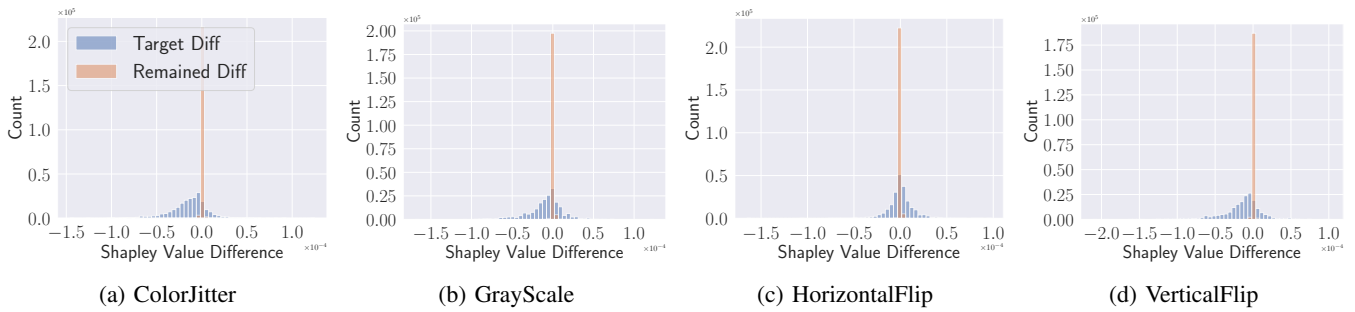 ×10⁵
2.0
1.5
1.0
0.5
0.0
Count
Target Diff
Remained Diff
−1.5 −1.0 −0.5 0.0 0.5 1.0
×10⁻⁴
Shapley Value Difference
(a) ColorJitter
×10⁵
2.00
1.75
1.50
1.25
1.00
0.75
0.50
0.25
0.00
Count
−1.5 −1.0 −0.5 0.0 0.5 1.0
×10⁻⁴
Shapley Value Difference
(b) GrayScale
×10⁵
2.0
1.5
1.0
0.5
0.0
Count
−1.5 −1.0 −0.5 0.0 0.5 1.0
×10⁻⁴
Shapley Value Difference
(c) HorizontalFlip
×10⁵
1.75
1.50
1.25
1.00
0.75
0.50
0.25
0.00
Count
−2.0 −1.5 −1.0 −0.5 0.0 0.5 1.0
×10⁻⁴
Shapley Value Difference
(d) VerticalFlip